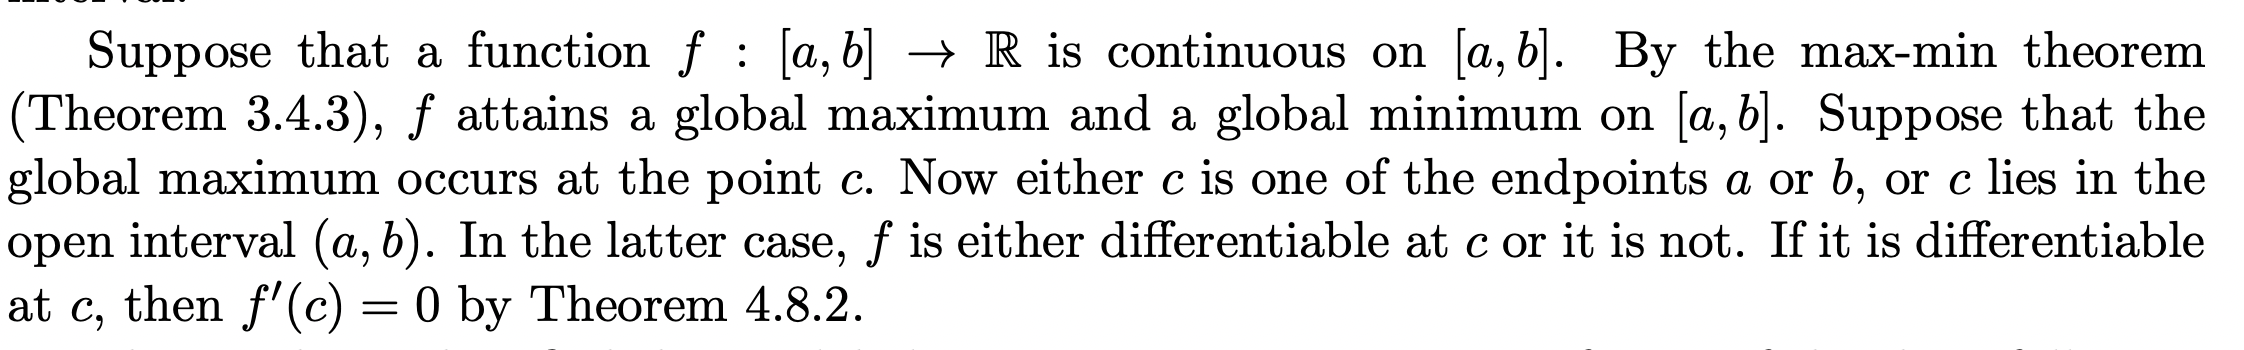 Suppose that a function f : [a, b] → ℝ is continuous on [a, b]. By the max-min theorem
(Theorem 3.4.3), f attains a global maximum and a global minimum on [a, b]. Suppose that the
global maximum occurs at the point c. Now either c is one of the endpoints a or b, or c lies in the
open interval (a, b). In the latter case, f is either differentiable at c or it is not. If it is differentiable
at c, then f′(c) = 0 by Theorem 4.8.2.